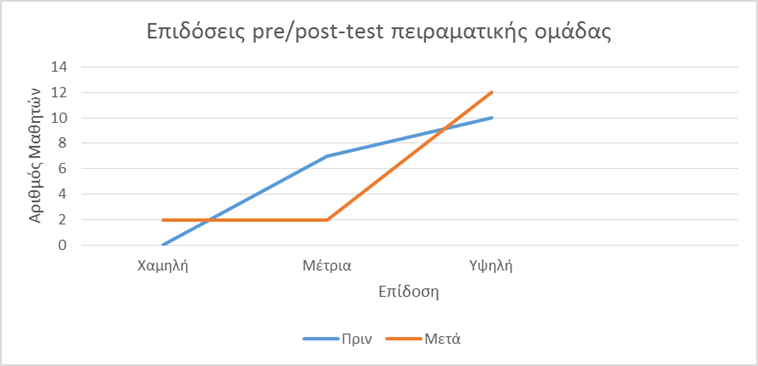 Επιδόσεις pre/post-test πειραματικής ομάδας
Αριθμός Μαθητών
14
12
10
8
6
4
2
0
Χαμηλή Μέτρια Υψηλή
Επίδοση
Πριν Μετά